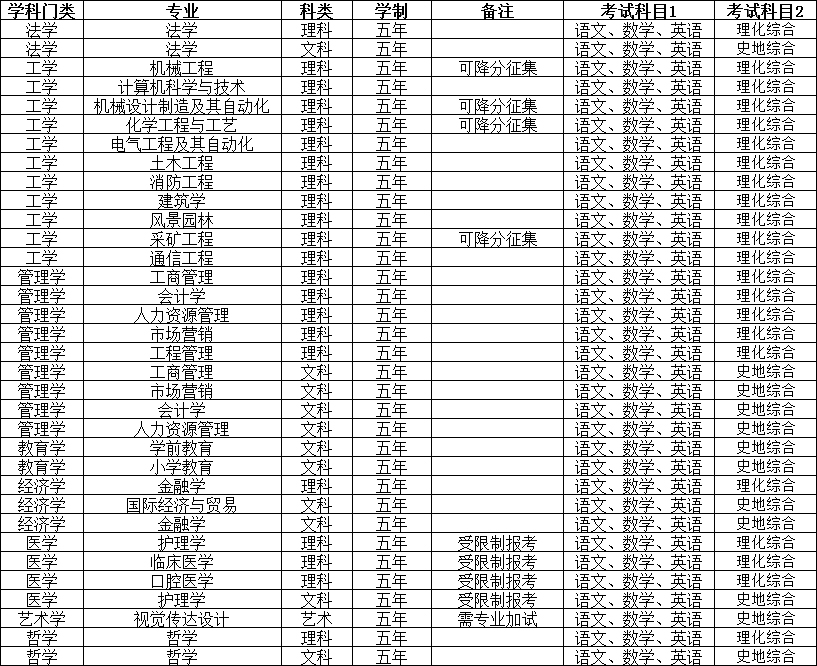 学科门类 专业 科类 学制 备注 考试科目1 考试科目2
法学 法学 理科 五年 语文、数学、英语 理化综合
法学 法学 文科 五年 语文、数学、英语 史地综合
工学 机械工程 理科 五年 可降分征集 语文、数学、英语 理化综合
工学 计算机科学与技术 理科 五年 语文、数学、英语 理化综合
工学 机械设计制造及其自动化 理科 五年 可降分征集 语文、数学、英语 理化综合
工学 化学工程与工艺 理科 五年 可降分征集 语文、数学、英语 理化综合
工学 电气工程及其自动化 理科 五年 语文、数学、英语 理化综合
工学 土木工程 理科 五年 语文、数学、英语 理化综合
工学 消防工程 理科 五年 语文、数学、英语 理化综合
工学 建筑学 理科 五年 语文、数学、英语 理化综合
工学 风景园林 理科 五年 语文、数学、英语 理化综合
工学 采矿工程 理科 五年 可降分征集 语文、数学、英语 理化综合
工学 通信工程 理科 五年 语文、数学、英语 理化综合
管理学 工商管理 理科 五年 语文、数学、英语 理化综合
管理学 会计学 理科 五年 语文、数学、英语 理化综合
管理学 人力资源管理 理科 五年 语文、数学、英语 理化综合
管理学 市场营销 理科 五年 语文、数学、英语 理化综合
管理学 工程管理 理科 五年 语文、数学、英语 理化综合
管理学 工商管理 文科 五年 语文、数学、英语 史地综合
管理学 市场营销 文科 五年 语文、数学、英语 史地综合
管理学 会计学 文科 五年 语文、数学、英语 史地综合
管理学 人力资源管理 文科 五年 语文、数学、英语 史地综合
教育学 学前教育 文科 五年 语文、数学、英语 史地综合
教育学 小学教育 文科 五年 语文、数学、英语 史地综合
经济学 金融学 理科 五年 语文、数学、英语 理化综合
经济学 国际经济与贸易 文科 五年 语文、数学、英语 史地综合
经济学 金融学 文科 五年 语文、数学、英语 史地综合
医学 护理学 理科 五年 受限制报考 语文、数学、英语 理化综合
医学 临床医学 理科 五年 受限制报考 语文、数学、英语 理化综合
医学 口腔医学 理科 五年 受限制报考 语文、数学、英语 理化综合
医学 护理学 文科 五年 受限制报考 语文、数学、英语 史地综合
艺术学 视觉传达设计 艺术 五年 需专业加试 语文、数学、英语 史地综合
哲学 哲学 理科 五年 语文、数学、英语 理化综合
哲学 哲学 文科 五年 语文、数学、英语 史地综合